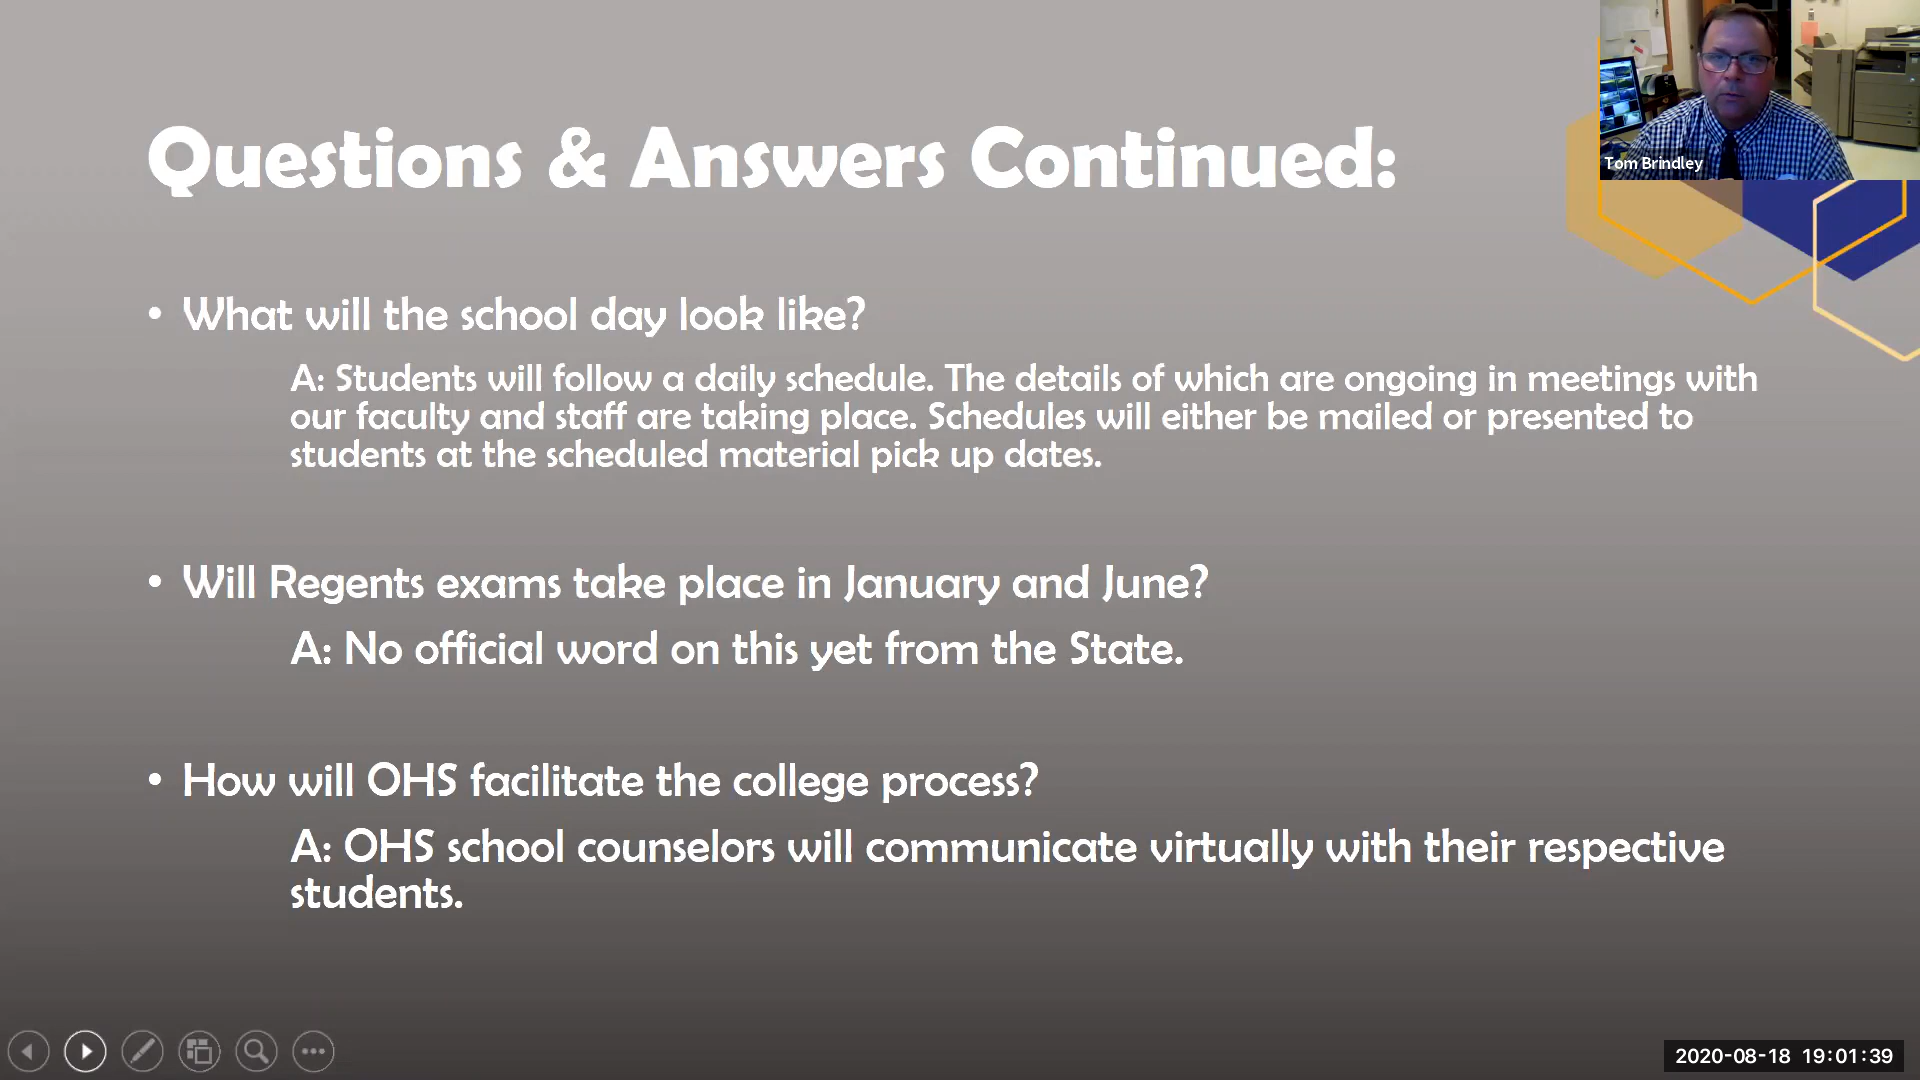 Tom Brindley
Questions & Answers Continued:
• What will the school day look like?
A: Students will follow a daily schedule. The details of which are ongoing in meetings with
our faculty and staff are taking place. Schedules will either be mailed or presented to
students at the scheduled material pick up dates.
• Will Regents exams take place in January and June?
A: No official word on this yet from the State.
• How will OHS facilitate the college process?
A: OHS school counselors will communicate virtually with their respective
students.
2020-08-18 19:01:39